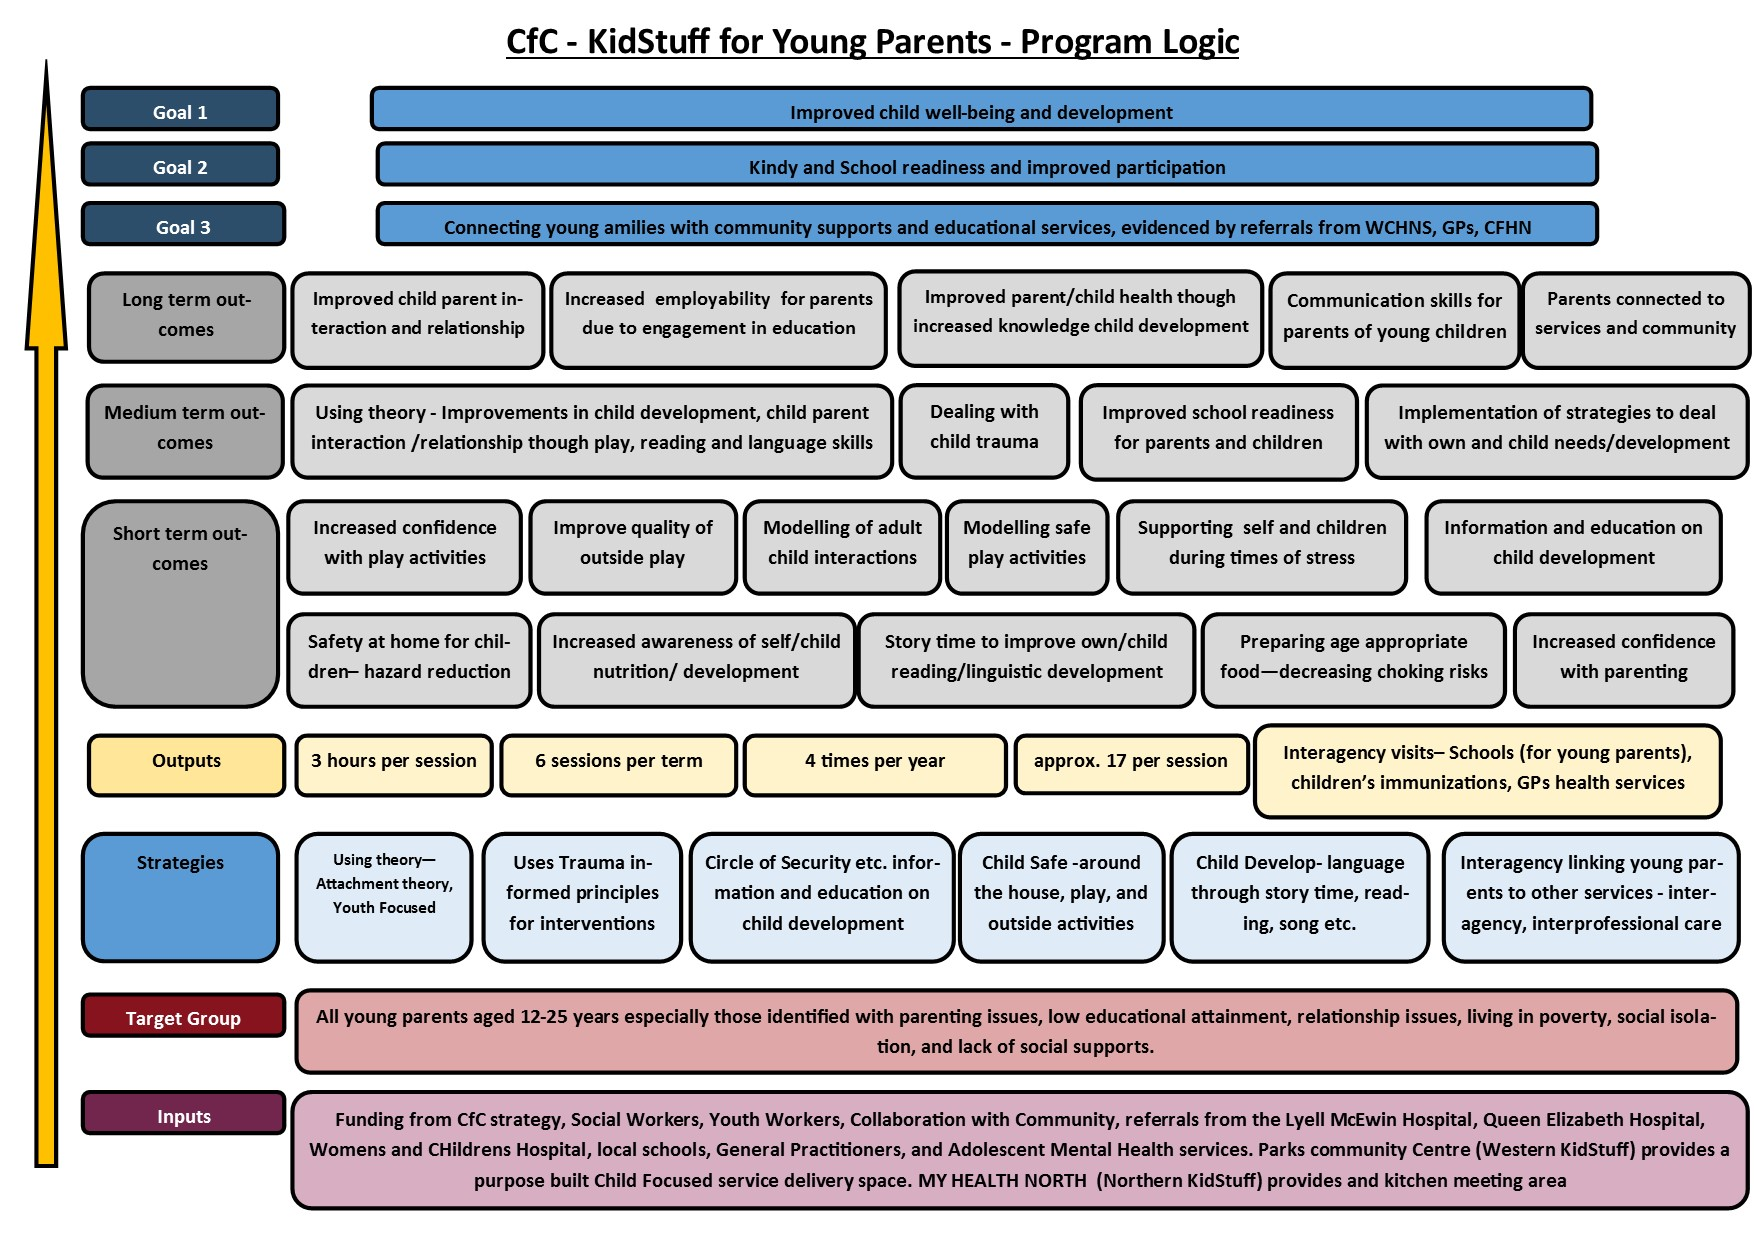 CfC - KidStuff for Young Parents - Program Logic
Goal 1
Improved child well-being and development
Goal 2
Kindy and School readiness and improved participation
Goal 3
Connecting young amilies with community supports and educational services, evidenced by referrals from WCHNS, GPs, CFHN
Long term out-
comes
Improved child parent in-
teraction and relationship
Increased employability for parents
due to engagement in education
Improved parent/child health though
increased knowledge child development
Communication skills for
parents of young children
Parents connected to
services and community
Medium term out-
comes
Using theory - Improvements in child development, child parent
interaction /relationship though play, reading and language skills
Dealing with
child trauma
Improved school readiness
for parents and children
Implementation of strategies to deal
with own and child needs/development
Short term out-
comes
Increased confidence
with play activities
Improve quality of
outside play
Modelling of adult
child interactions
Modelling safe
play activities
Supporting self and children
during times of stress
Information and education on
child development
Safety at home for chil-
dren– hazard reduction
Increased awareness of self/child
nutrition/ development
Story time to improve own/child
reading/linguistic development
Preparing age appropriate
food—decreasing choking risks
Increased confidence
with parenting
Outputs
3 hours per session
6 sessions per term
4 times per year
approx. 17 per session
Interagency visits– Schools (for young parents),
children’s immunizations, GPs health services
Strategies
Using theory—
Attachment theory,
Youth Focused
Uses Trauma in-
formed principles
for interventions
Circle of Security etc. infor-
mation and education on
child development
Child Safe -around
the house, play, and
outside activities
Child Develop- language
through story time, read-
ing, song etc.
Interagency linking young par-
ents to other services - inter-
agency, interprofessional care
Target Group
All young parents aged 12-25 years especially those identified with parenting issues, low educational attainment, relationship issues, living in poverty, social isola-
tion, and lack of social supports.
Inputs
Funding from CfC strategy, Social Workers, Youth Workers, Collaboration with Community, referrals from the Lyell McEwin Hospital, Queen Elizabeth Hospital,
Womens and CHildrens Hospital, local schools, General Practitioners, and Adolescent Mental Health services. Parks community Centre (Western KidStuff) provides a
purpose built Child Focused service delivery space. MY HEALTH NORTH (Northern KidStuff) provides and kitchen meeting area